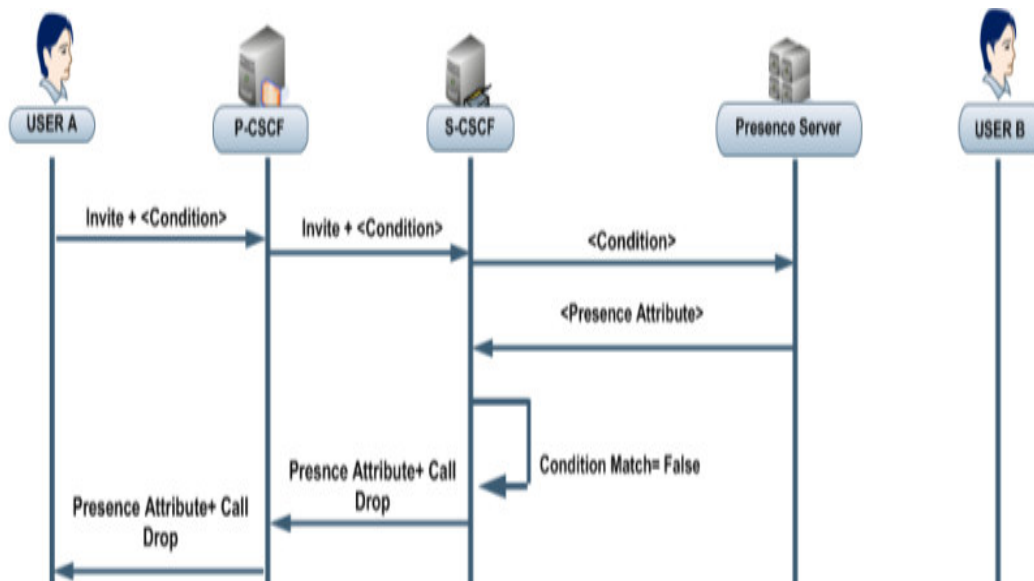 USER A
P-CSCF
S-CSCF
Presence Server
USER B
Invite + <Condition>
Invite + <Condition>
<Condition>
<Presence Attribute>
Condition Match= False
Presnce Attribute+ Call
Drop
Presence Attribute+ Call
Drop